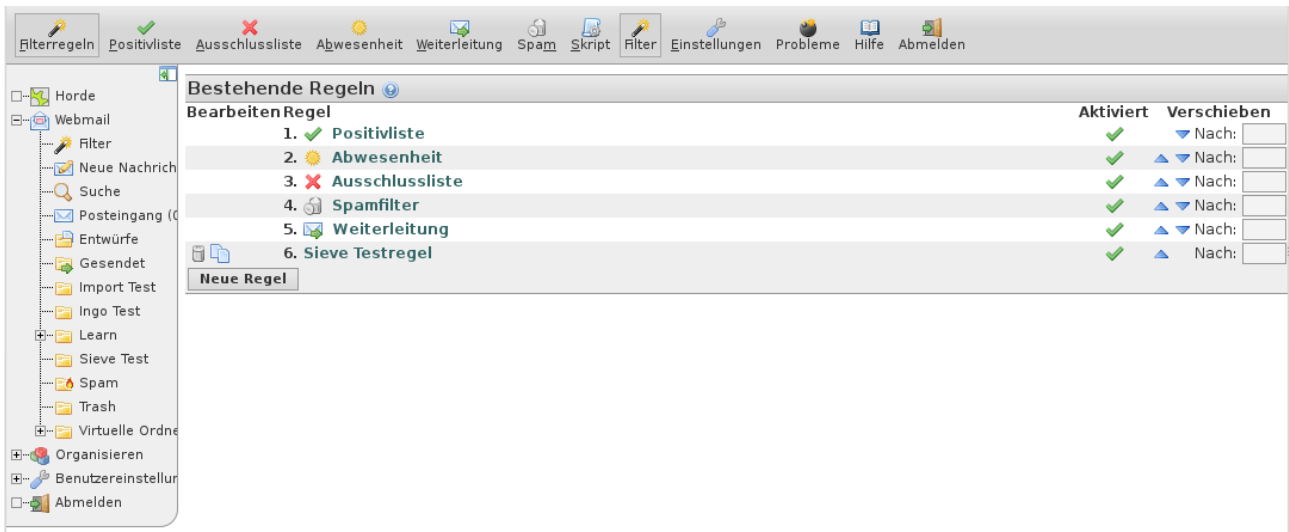 Filterregeln Positivliste Ausschlussliste Abwesenheit Weiterleitung Spam Skript Filter Einstellungen Probleme Hilfe Abmelden
Horde
Webmail
Filter
Neue Nachrich
Suche
Posteingang (0
Entwürfe
Gesendet
Import Test
Ingo Test
Learn
Sieve Test
Spam
Trash
Virtuelle Ordne
Organisieren
Benutzereinstellur
Abmelden
Bestehende Regeln
Bearbeiten Regel Aktiviert Verschieben
1. Positivliste Nach:
2. Abwesenheit Nach:
3. Ausschlussliste Nach:
4. Spamfilter Nach:
5. Weiterleitung Nach:
6. Sieve Testregel Nach:
Neue Regel